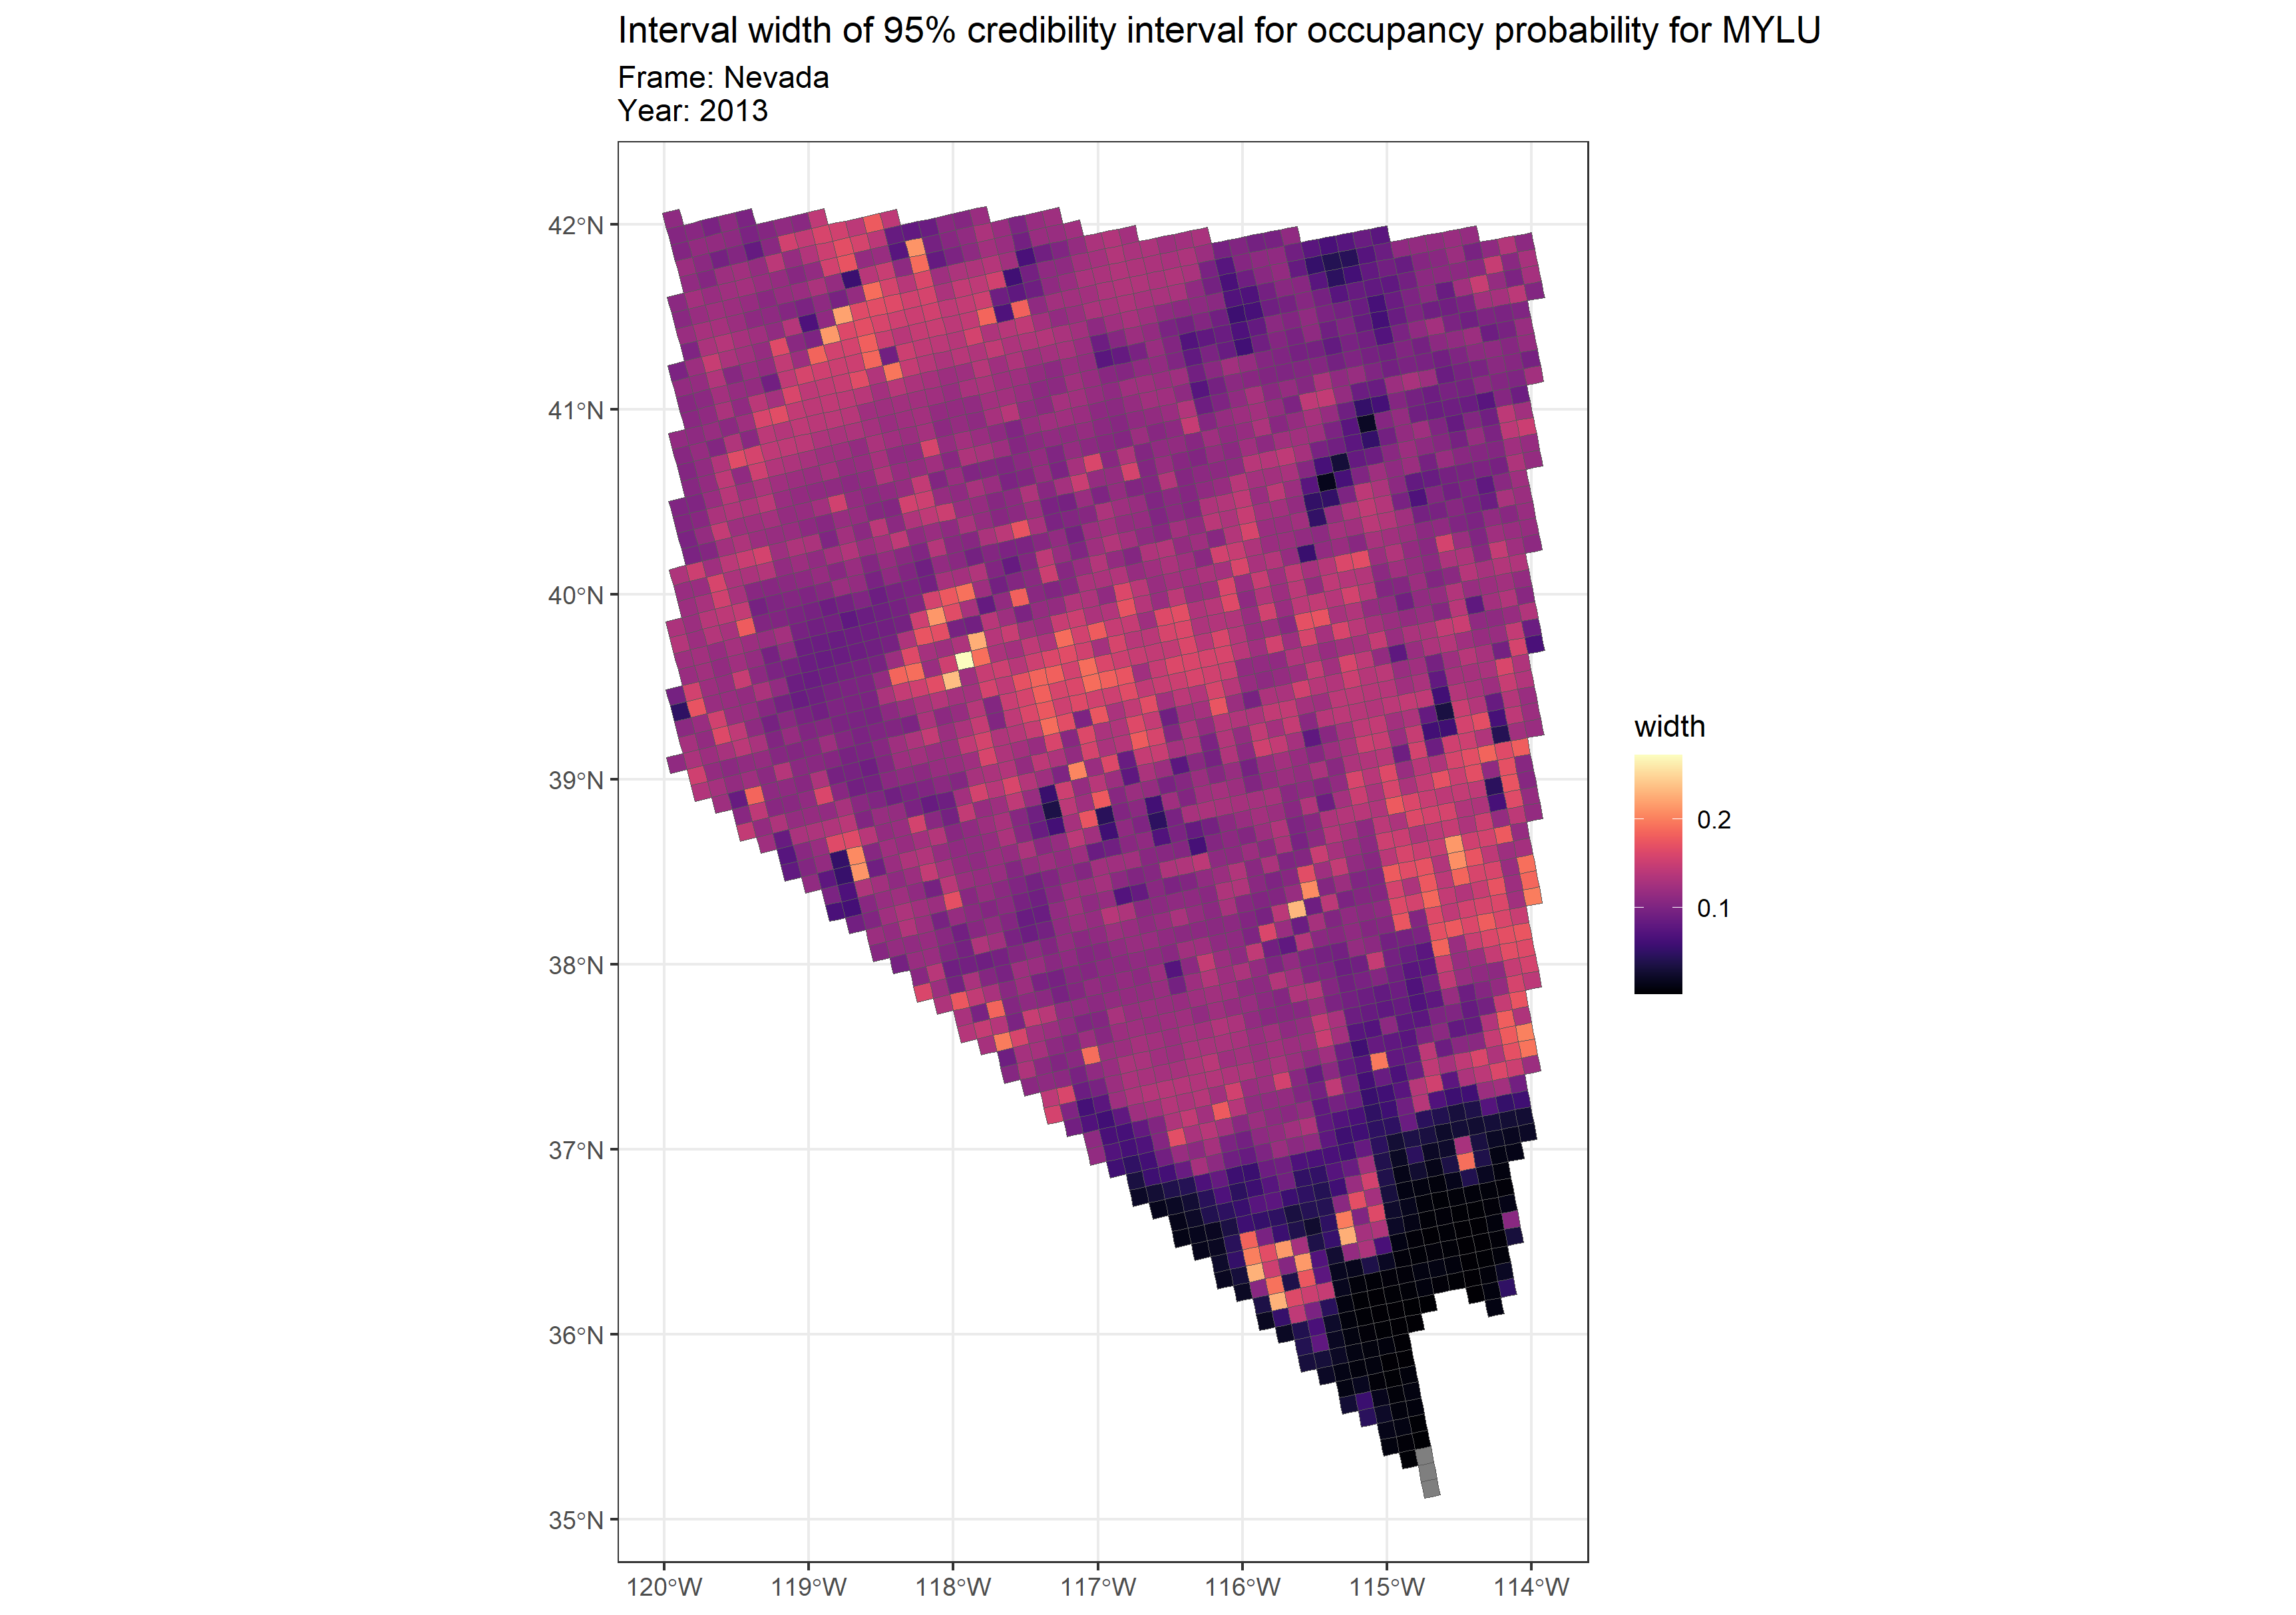 Interval width of 95% credibility interval for occupancy probability for MYLU
Frame: Nevada
Year: 2013
42°N
41°N
40°N
39°N
38°N
37°N
36°N
35°N
120°W 119°W 118°W 117°W 116°W 115°W 114°W
width
0.2
0.1